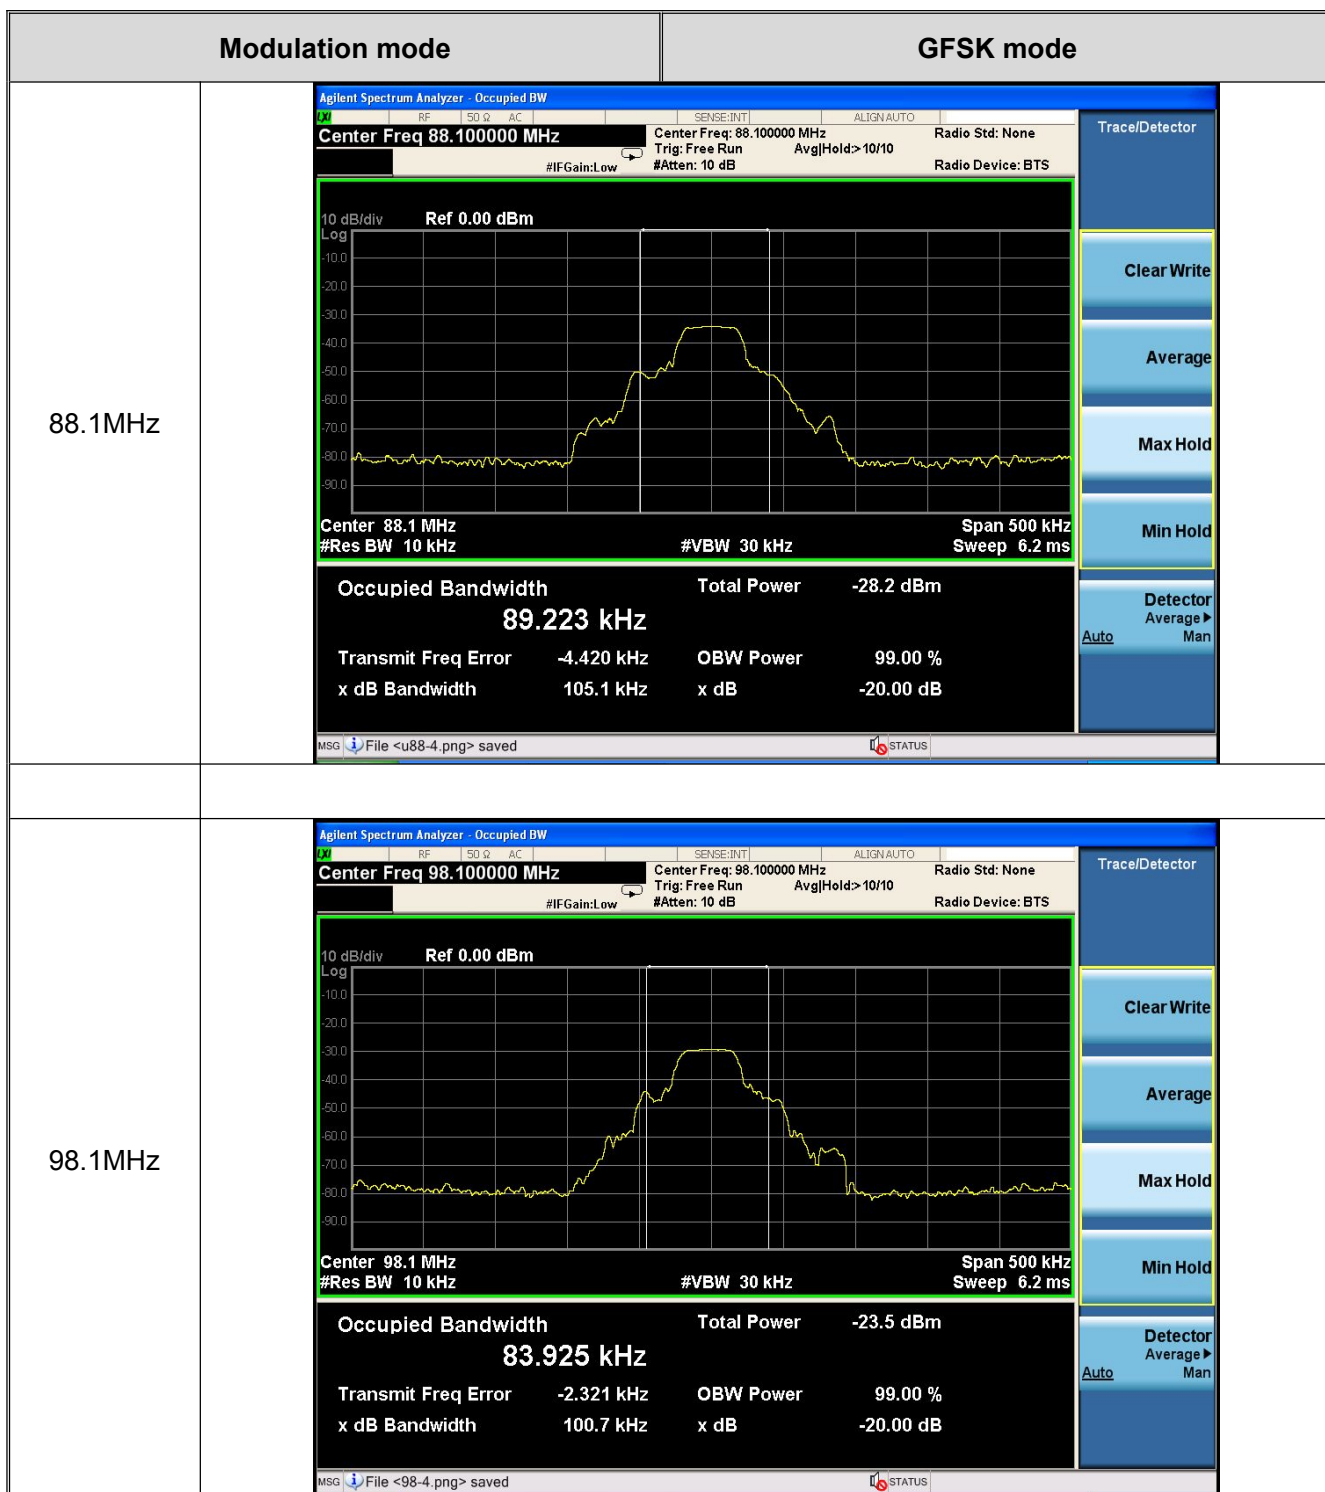 Modulation mode
GFSK mode
88.1MHz
Agilent Spectrum Analyzer - Occupied BW
LXI RF 50 Ω AC SENSE:INT ALIGN AUTO
Center Freq 88.100000 MHz
Center Freq: 88.100000 MHz
Radio Std: None
Trig: Free Run
Avg|Hold:> 10/10
#IFGain:Low
#Atten: 10 dB
Radio Device: BTS
10 dB/div
Ref 0.00 dBm
Log
-10.0
-20.0
-30.0
-40.0
-50.0
-60.0
-70.0
-80.0
-90.0
Center 88.1 MHz
Span 500 kHz
#Res BW 10 kHz
#VBW 30 kHz
Sweep 6.2 ms
Occupied Bandwidth
Total Power -28.2 dBm
89.223 kHz
Transmit Freq Error -4.420 kHz
OBW Power 99.00 %
x dB Bandwidth 105.1 kHz
x dB -20.00 dB
MSG File <u88-4.png> saved
STATUS
Trace/Detector
Clear Write
Average
Max Hold
Min Hold
Detector
Average
Auto Man
98.1MHz
Agilent Spectrum Analyzer - Occupied BW
LXI RF 50 Ω AC SENSE:INT ALIGN AUTO
Center Freq 98.100000 MHz
Center Freq: 98.100000 MHz
Radio Std: None
Trig: Free Run
Avg|Hold:> 10/10
#IFGain:Low
#Atten: 10 dB
Radio Device: BTS
10 dB/div
Ref 0.00 dBm
Log
-10.0
-20.0
-30.0
-40.0
-50.0
-60.0
-70.0
-80.0
-90.0
Center 98.1 MHz
Span 500 kHz
#Res BW 10 kHz
#VBW 30 kHz
Sweep 6.2 ms
Occupied Bandwidth
Total Power -23.5 dBm
83.925 kHz
Transmit Freq Error -2.321 kHz
OBW Power 99.00 %
x dB Bandwidth 100.7 kHz
x dB -20.00 dB
MSG File <98-4.png> saved
STATUS
Trace/Detector
Clear Write
Average
Max Hold
Min Hold
Detector
Average
Auto Man